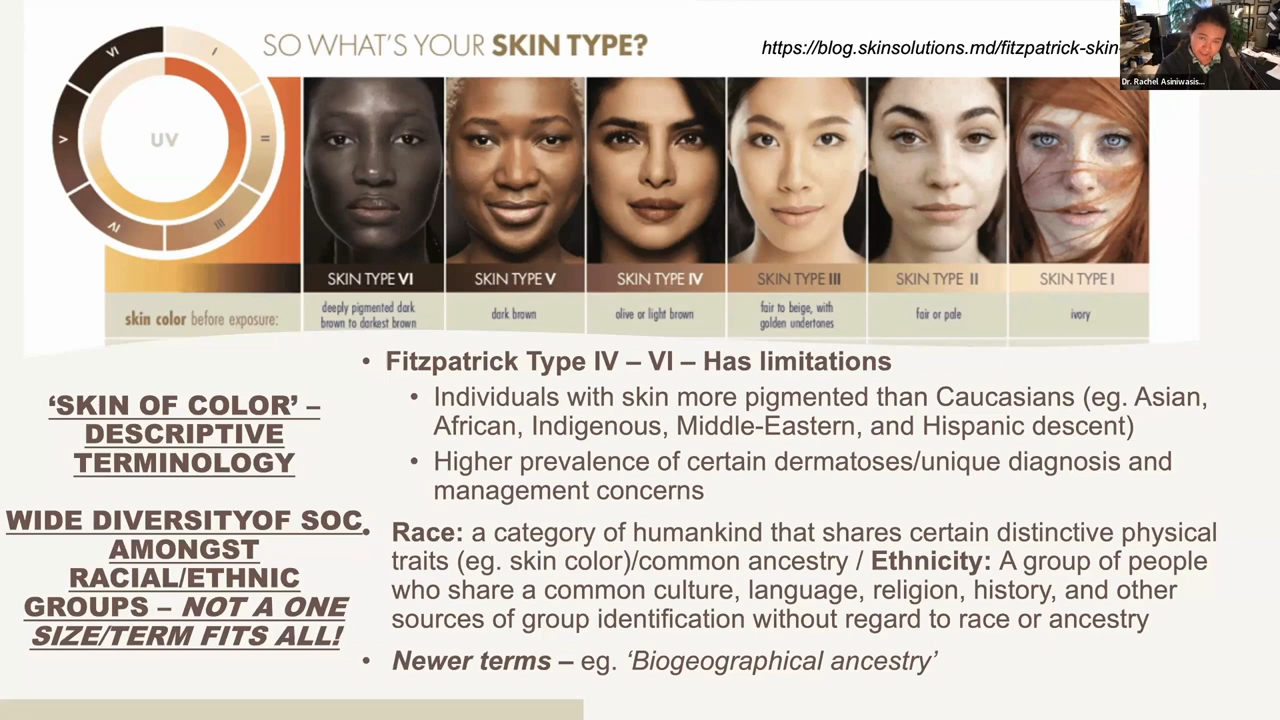 SO WHAT'S YOUR SKIN TYPE?
https://blog.skinsolutions.md/fitzpatrick-skin
Dr. Rachel Asiniwasis...
VI
I
V
UV
II
IV
III
SKIN TYPE VI
SKIN TYPE V
SKIN TYPE IV
SKIN TYPE III
SKIN TYPE II
SKIN TYPE I
skin color before exposure:
deeply pigmented dark
brown to darkest brown
dark brown
olive or light brown
fair to beige, with
golden undertones
fair or pale
ivory
‘SKIN OF COLOR’ –
DESCRIPTIVE
TERMINOLOGY
WIDE DIVERSITYOF SOC
AMONGST
RACIAL/ETHNIC
GROUPS – NOT A ONE
SIZE/TERM FITS ALL!
• Fitzpatrick Type IV – VI – Has limitations
• Individuals with skin more pigmented than Caucasians (eg. Asian,
African, Indigenous, Middle-Eastern, and Hispanic descent)
• Higher prevalence of certain dermatoses/unique diagnosis and
management concerns
• Race: a category of humankind that shares certain distinctive physical
traits (eg. skin color)/common ancestry / Ethnicity: A group of people
who share a common culture, language, religion, history, and other
sources of group identification without regard to race or ancestry
• Newer terms – eg. ‘Biogeographical ancestry’